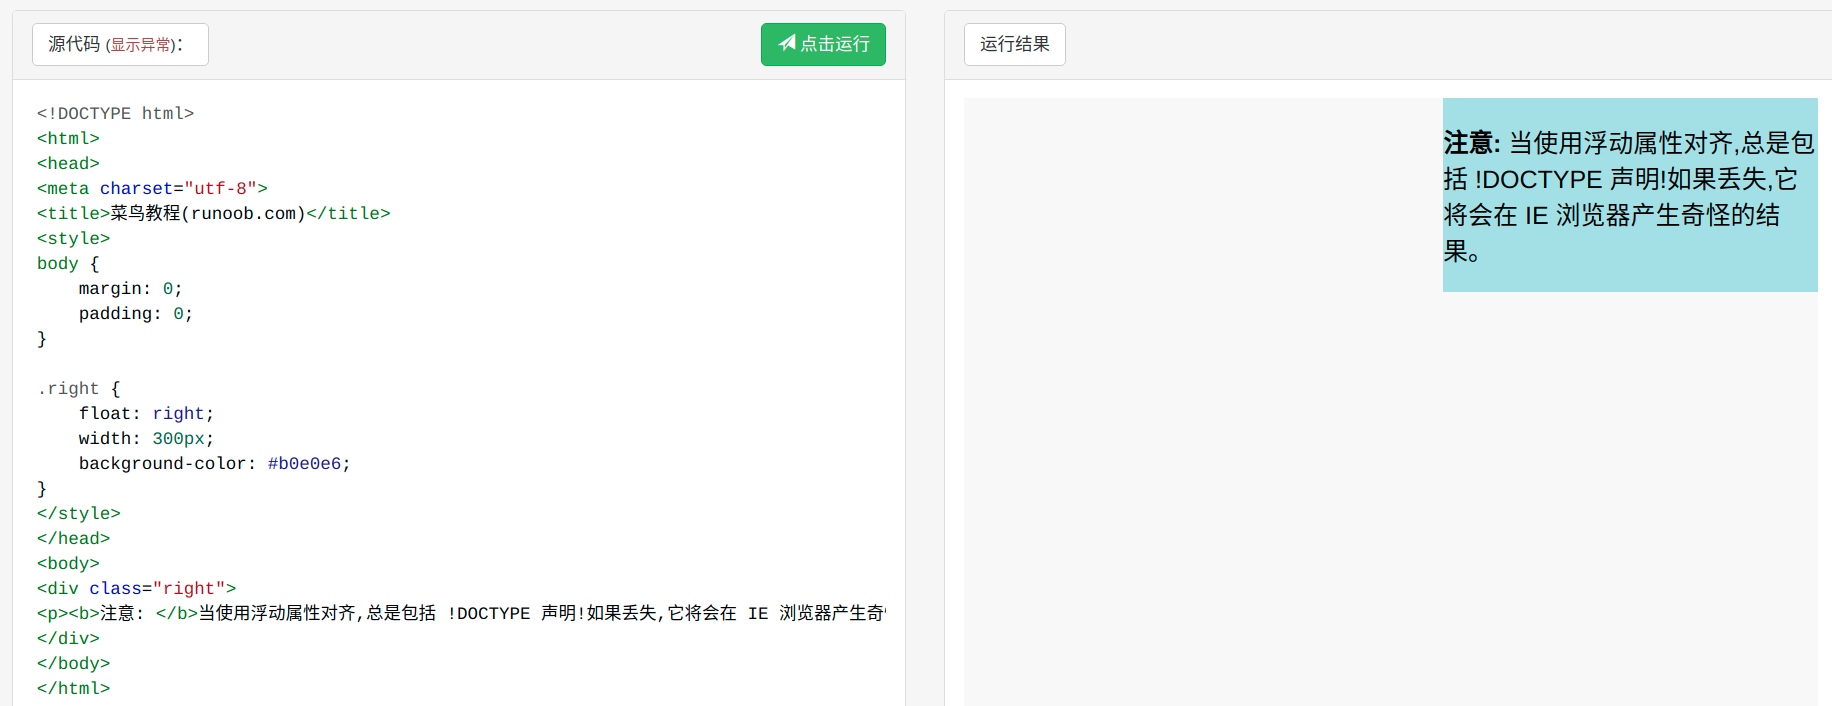 源代码 (显示异常)：
点击运行
<!DOCTYPE html>
<html>
<head>
<meta charset="utf-8">
<title>菜鸟教程(runoob.com)</title>
<style>
body {
    margin: 0;
    padding: 0;
}
.right {
    float: right;
    width: 300px;
    background-color: #b0e0e6;
}
</style>
</head>
<body>
<div class="right">
<p><b>注意: </b>当使用浮动属性对齐,总是包括 !DOCTYPE 声明!如果丢失,它将会在 IE 浏览器产生奇
</div>
</body>
</html>
运行结果
注意: 当使用浮动属性对齐,总是包
括 !DOCTYPE 声明!如果丢失,它
将会在 IE 浏览器产生奇怪的结
果。